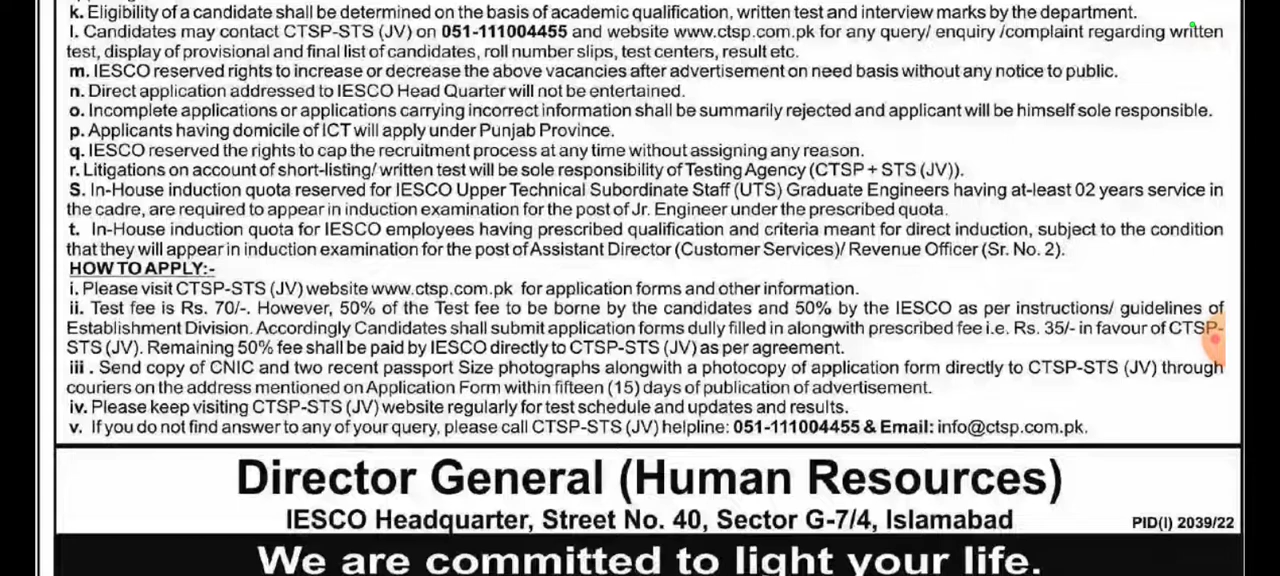 k. Eligibility of a candidate shall be determined on the basis of academic qualification, written test and interview marks by the department.
l. Candidates may contact CTSP-STS (JV) on 051-111004455 and website www.ctsp.com.pk for any query/ enquiry /complaint regarding written
test, display of provisional and final list of candidates, roll number slips, test centers, result etc.
m. IESCO reserved rights to increase or decrease the above vacancies after advertisement on need basis without any notice to public.
n. Direct application addressed to IESCO Head Quarter will not be entertained.
o. Incomplete applications or applications carrying incorrect information shall be summarily rejected and applicant will be himself sole responsible.
p. Applicants having domicile of ICT will apply under Punjab Province.
q. IESCO reserved the rights to cap the recruitment process at any time without assigning any reason.
r. Litigations on account of short-listing/ written test will be sole responsibility of Testing Agency (CTSP + STS (JV)).
S. In-House induction quota reserved for IESCO Upper Technical Subordinate Staff (UTS) Graduate Engineers having at-least 02 years service in
the cadre, are required to appear in induction examination for the post of Jr. Engineer under the prescribed quota.
t. In-House induction quota for IESCO employees having prescribed qualification and criteria meant for direct induction, subject to the condition
that they will appear in induction examination for the post of Assistant Director (Customer Services)/ Revenue Officer (Sr. No. 2).
HOW TO APPLY:-
i. Please visit CTSP-STS (JV) website www.ctsp.com.pk for application forms and other information.
ii. Test fee is Rs. 70/-. However, 50% of the Test fee to be borne by the candidates and 50% by the IESCO as per instructions/ guidelines of
Establishment Division. Accordingly Candidates shall submit application forms dully filled in alongwith prescribed fee i.e. Rs. 35/- in favour of CTSP-
STS (JV). Remaining 50% fee shall be paid by IESCO directly to CTSP-STS (JV) as per agreement.
iii . Send copy of CNIC and two recent passport Size photographs alongwith a photocopy of application form directly to CTSP-STS (JV) through
couriers on the address mentioned on Application Form within fifteen (15) days of publication of advertisement.
iv. Please keep visiting CTSP-STS (JV) website regularly for test schedule and updates and results.
v. If you do not find answer to any of your query, please call CTSP-STS (JV) helpline: 051-111004455 & Email: info@ctsp.com.pk.
Director General (Human Resources)
IESCO Headquarter, Street No. 40, Sector G-7/4, Islamabad
PID(I) 2039/22
We are committed to light your life.